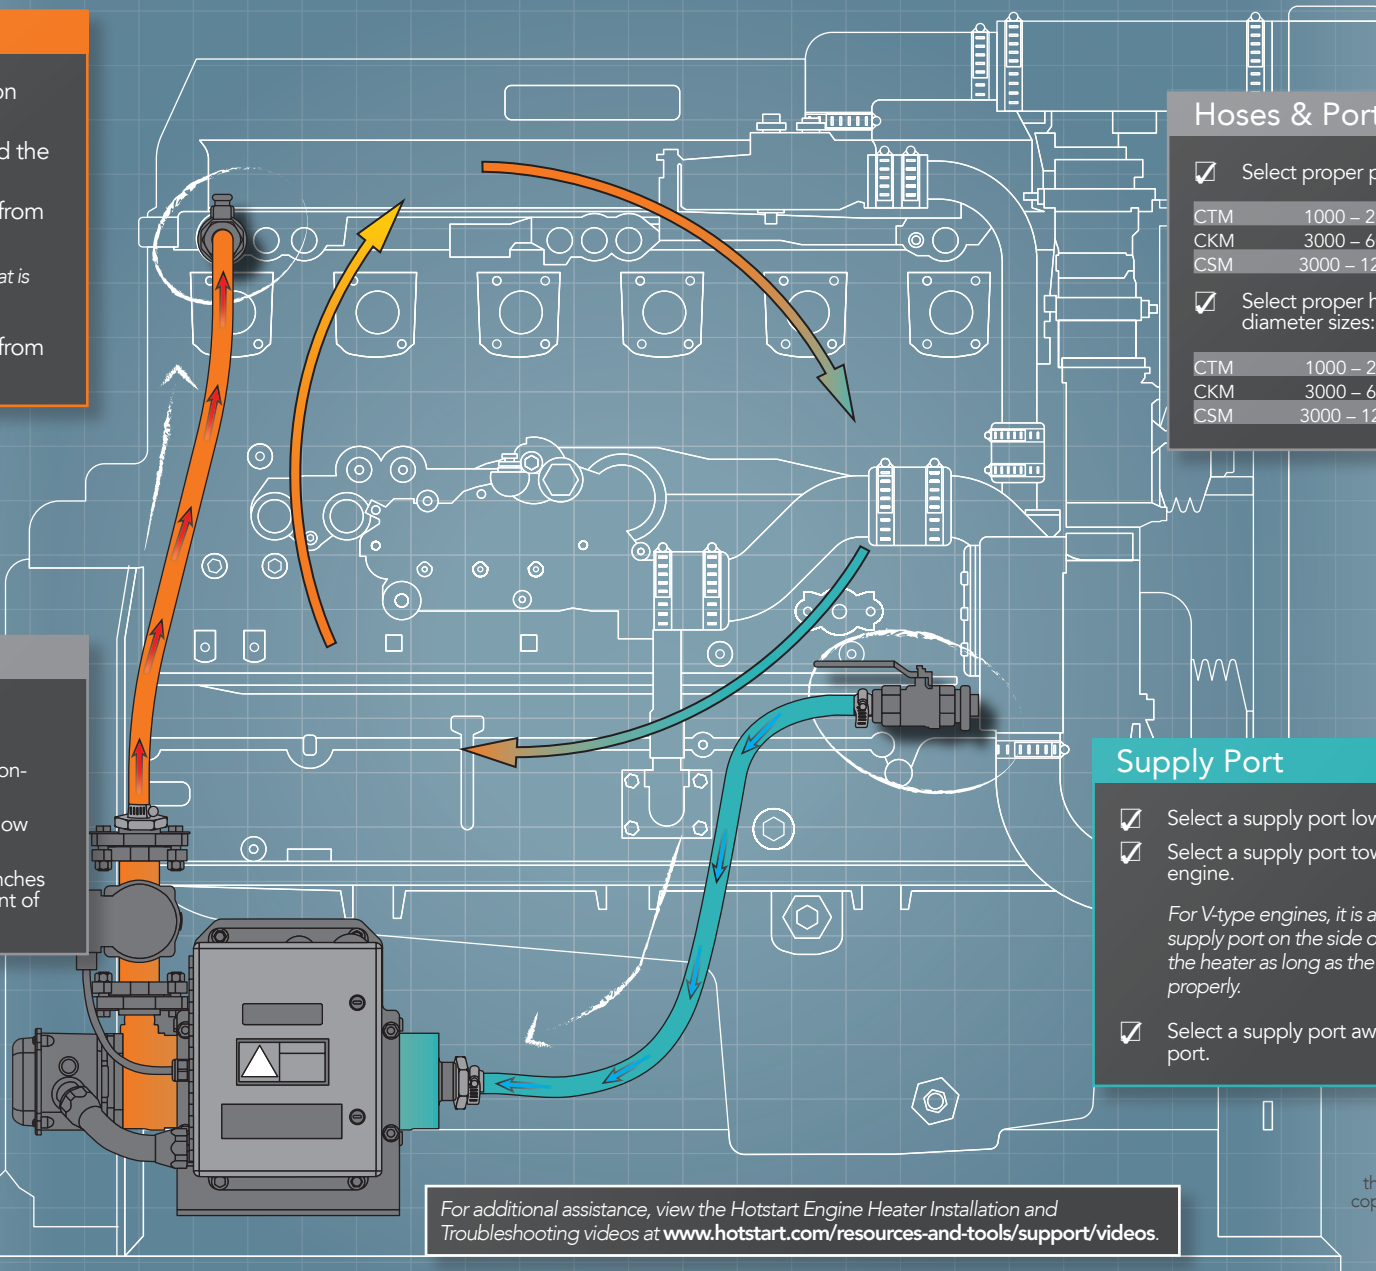 on
d the
from
at is
from
on-
ow
nches
nt of
Hoses & Port
Select proper p
CTM 1000 – 2
CKM 3000 – 6
CSM 3000 – 12
Select proper h
diameter sizes:
CTM 1000 – 2
CKM 3000 – 6
CSM 3000 – 12
Supply Port
Select a supply port low
Select a supply port tow
engine.
For V-type engines, it is a
supply port on the side o
the heater as long as the
properly.
Select a supply port aw
port.
th
cop
For additional assistance, view the Hotstart Engine Heater Installation and
Troubleshooting videos at www.hotstart.com/resources-and-tools/support/videos.